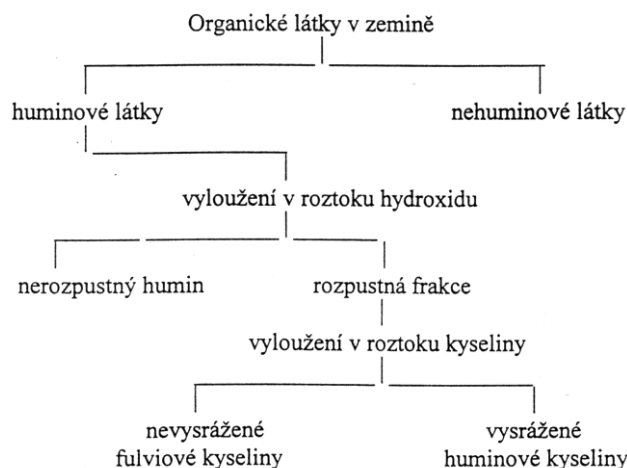 Organické látky v zemině
huminové látky
nehuminové látky
vyloužení v roztoku hydroxidu
nerozpustný humin
rozpustná frakce
vyloužení v roztoku kyseliny
nevysrážené
fulviové kyseliny
vysrážené
huminové kyseliny